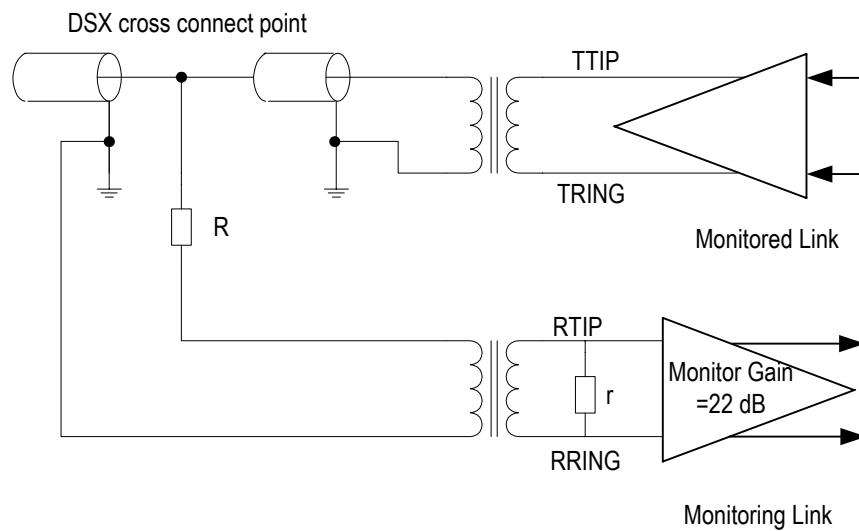 DSX cross connect point
TTIP
TRING
R
Monitored Link
RTIP
Monitor Gain
=22 dB
r
RRING
Monitoring Link